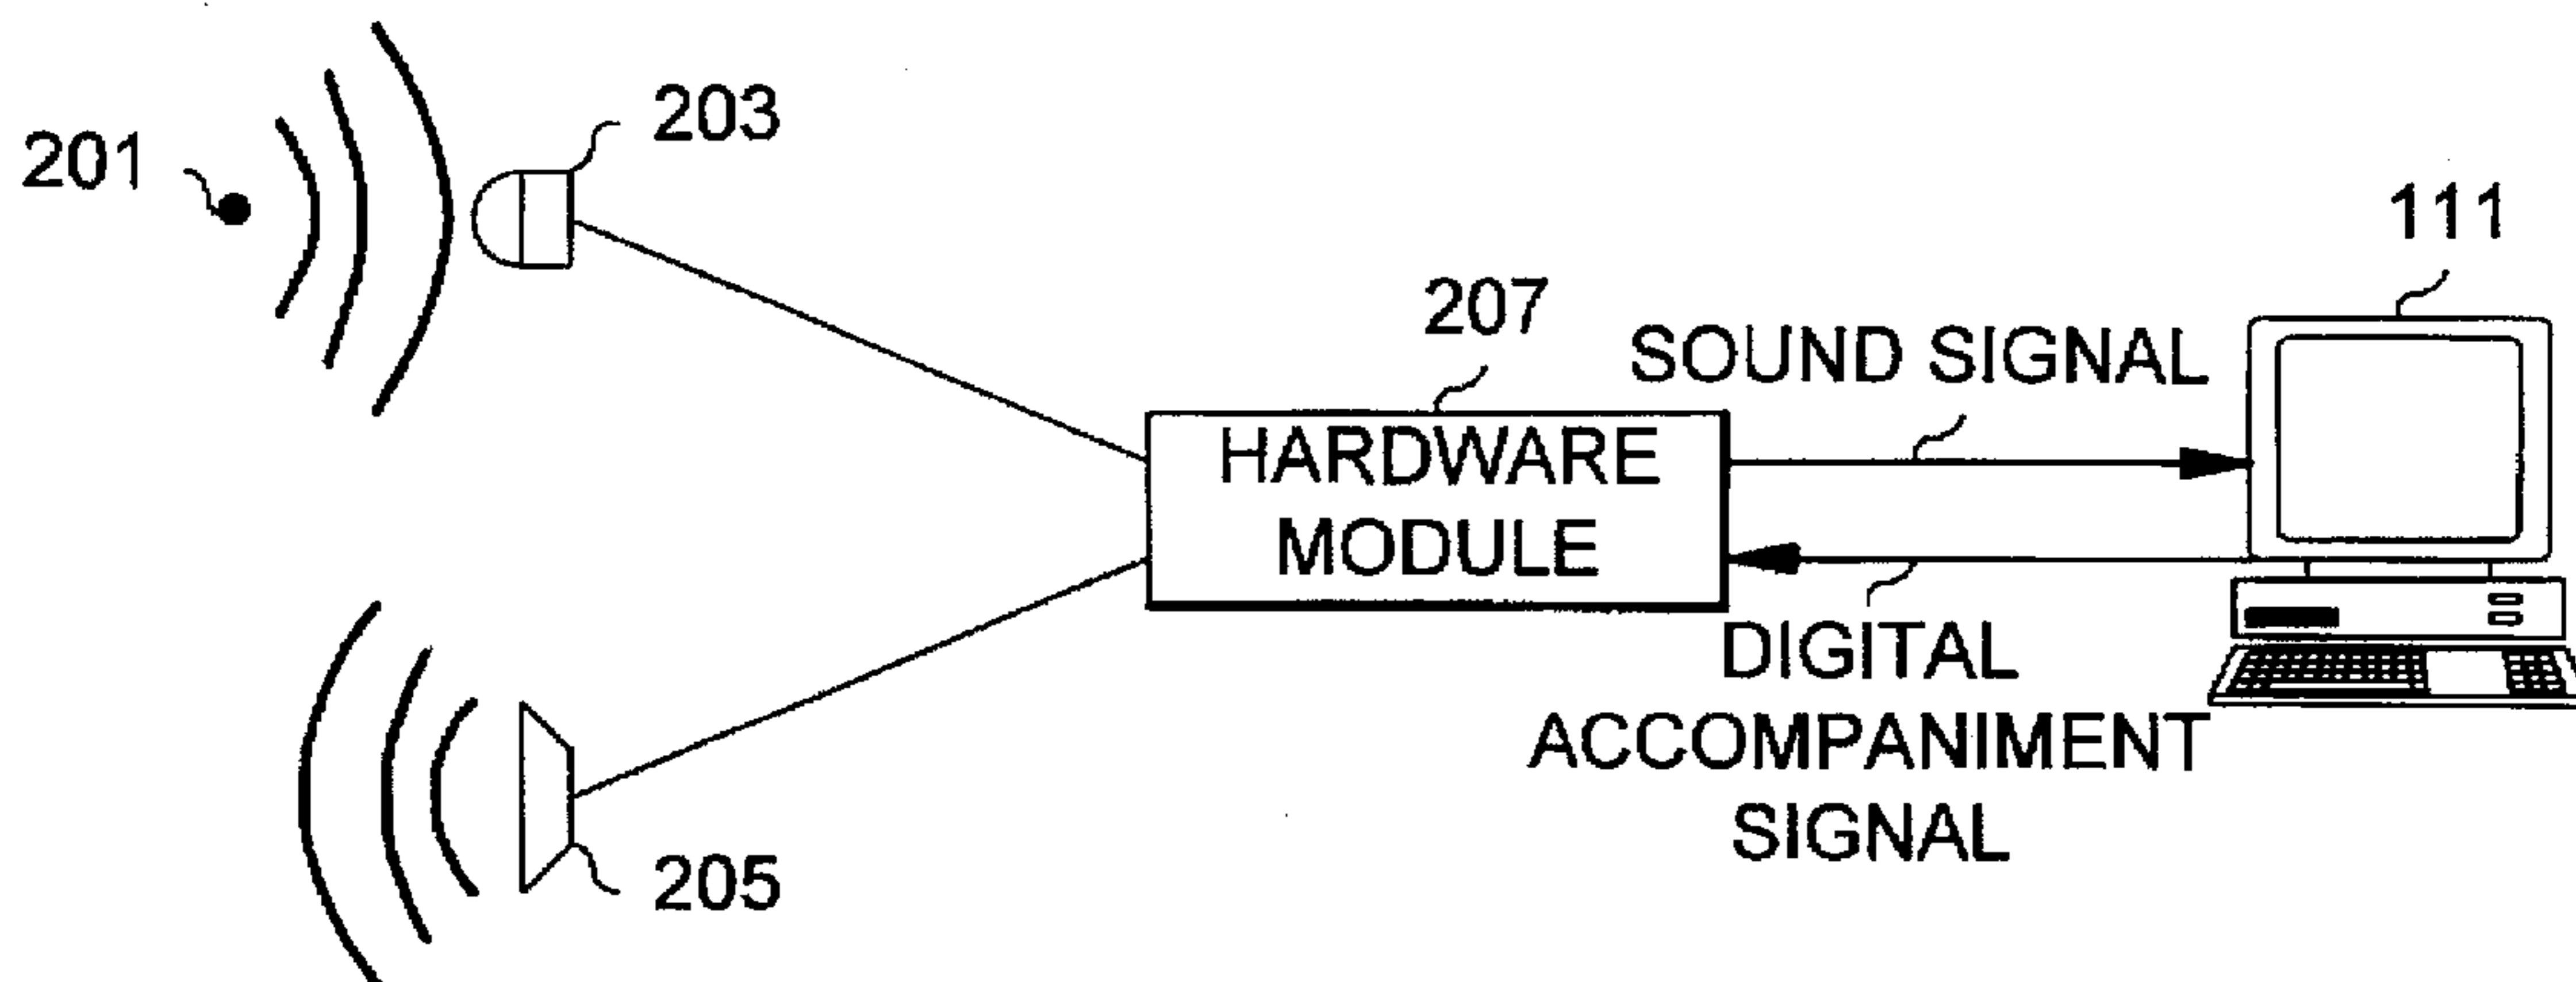 203
201
111
207
SOUND SIGNAL
HARDWARE
MODULE
DIGITAL
ACCOMPANIMENT
SIGNAL
205